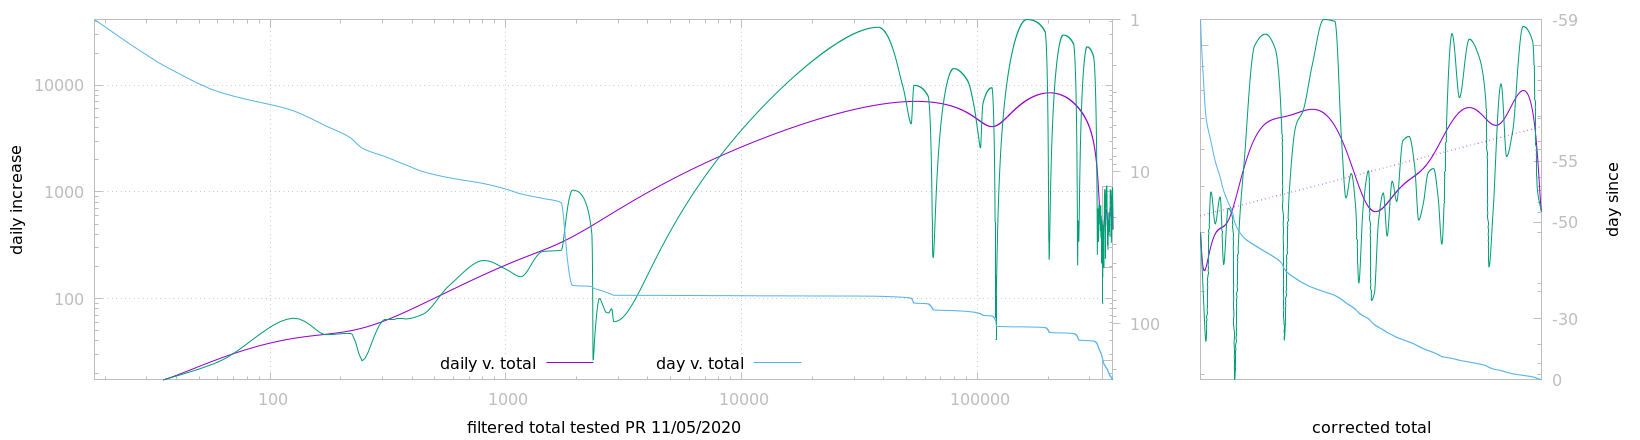 1
-59
10000
daily increase
10
-55
1000
-50
day since
100
100
-30
daily v. total
day v. total
0
100
1000
10000
100000
filtered total tested PR 11/05/2020
corrected total